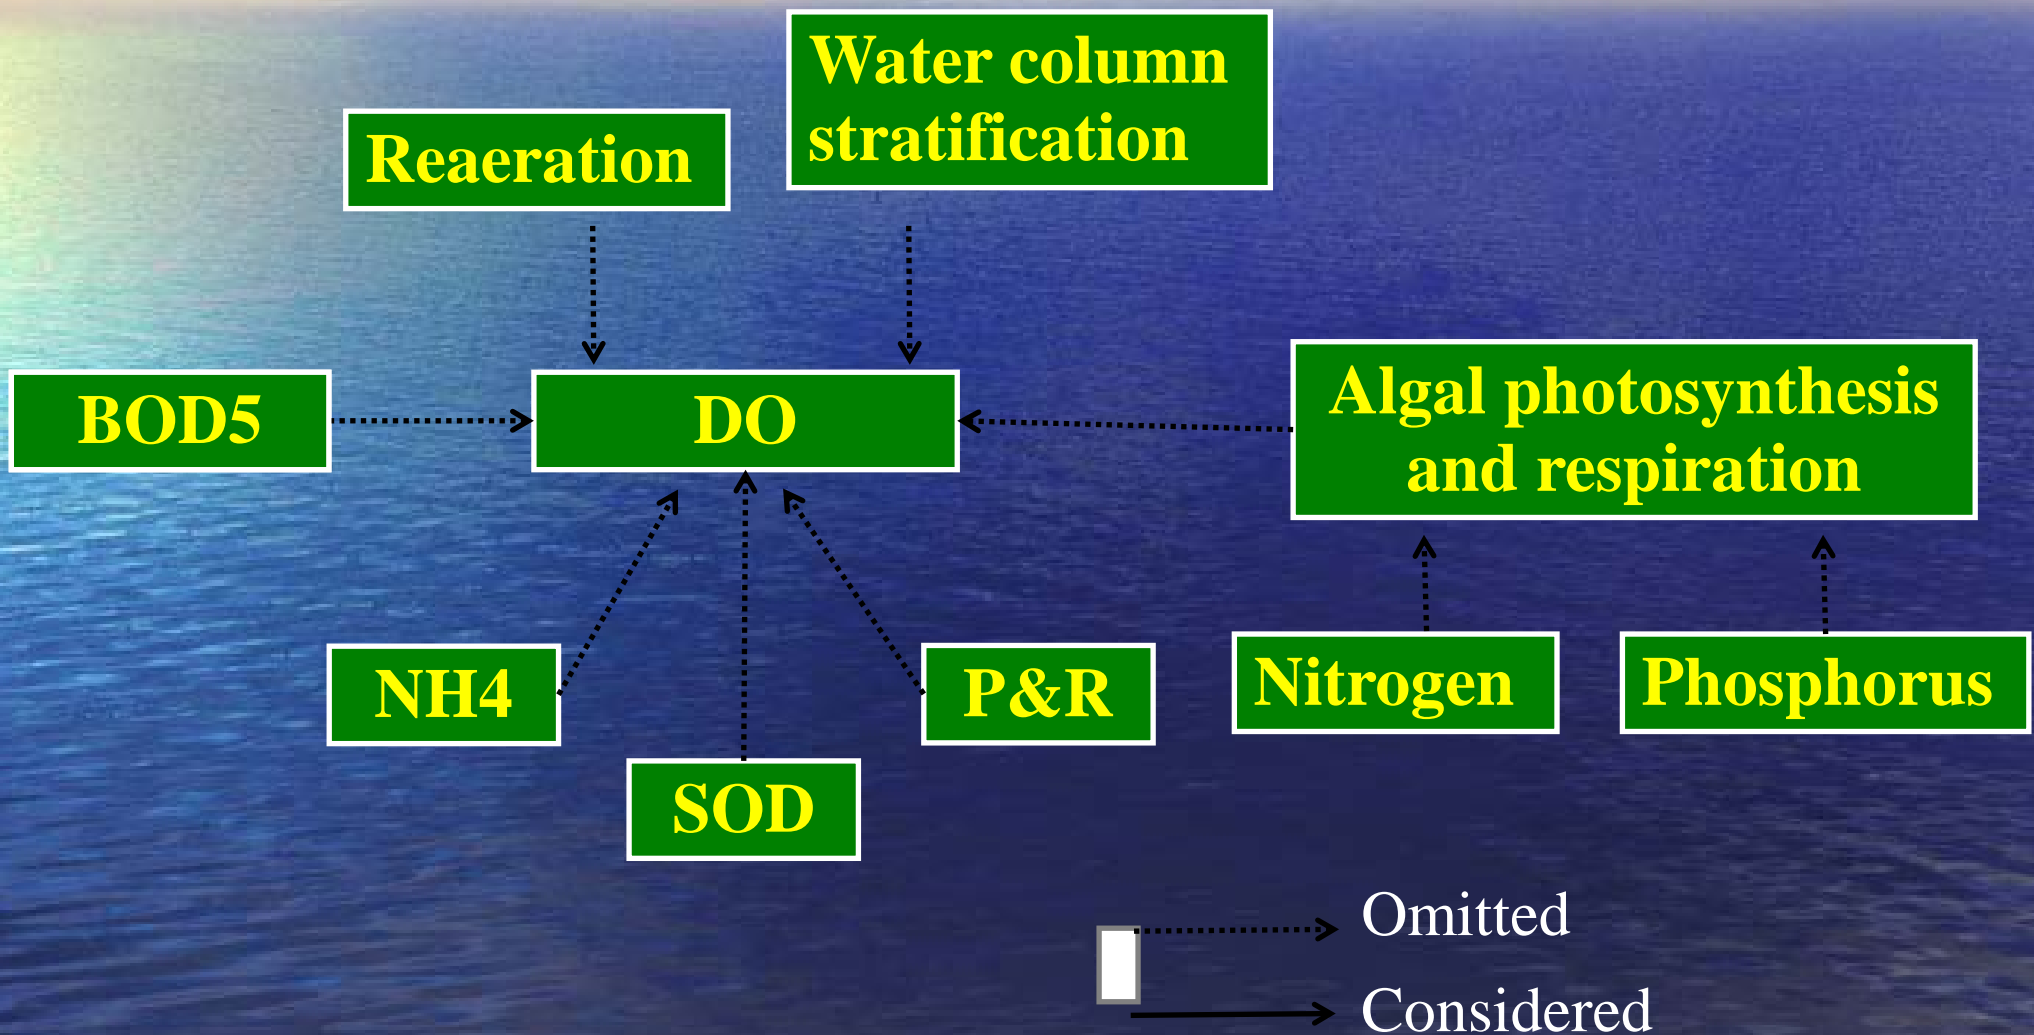 Water column
stratification
Reaeration
BOD5
DO
Algal photosynthesis
and respiration
NH4
P&R
Nitrogen
Phosphorus
SOD
Omitted
Considered